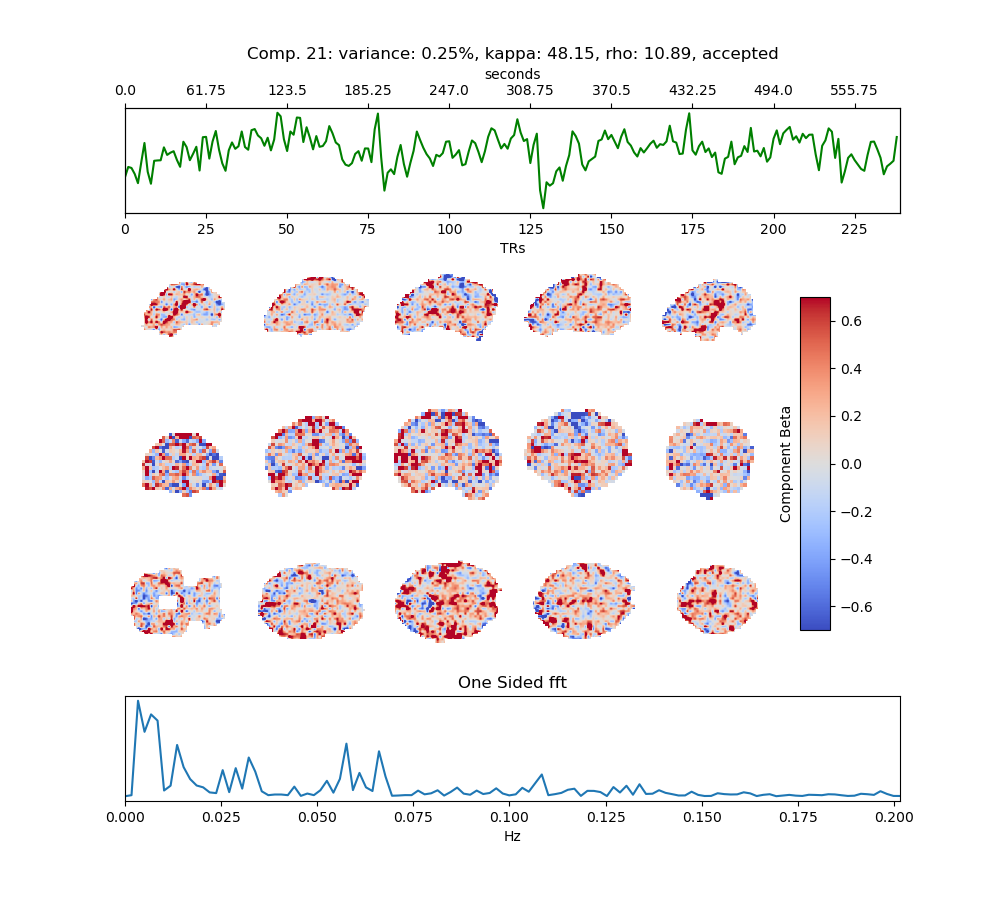 Comp. 21: variance: 0.25%, kappa: 48.15, rho: 10.89, accepted
seconds
0.0 61.75 123.5 185.25 247.0 308.75 370.5 432.25 494.0 555.75
0 25 50 75 100 125 150 175 200 225
TRs
Component Beta
0.6
0.4
0.2
0.0
−0.2
−0.4
−0.6
One Sided fft
0.000 0.025 0.050 0.075 0.100 0.125 0.150 0.175 0.200
Hz